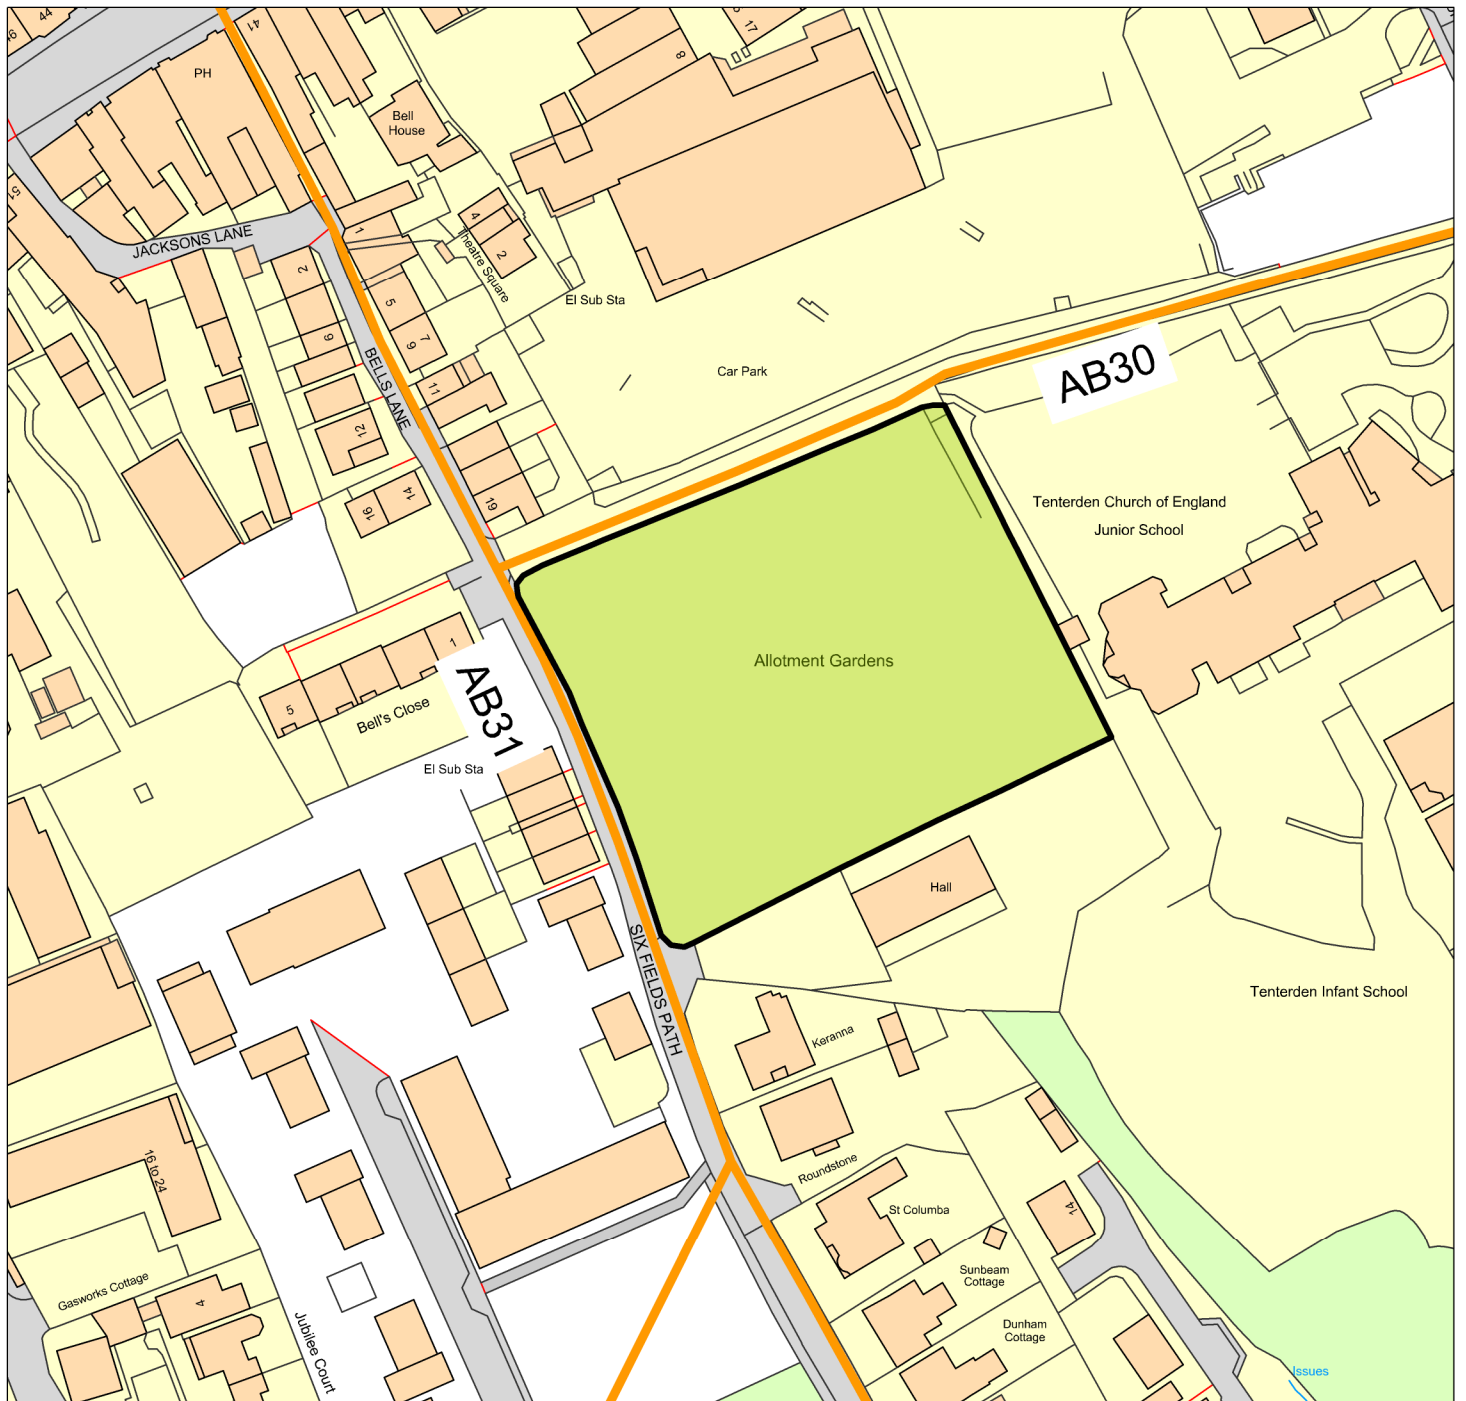 44
46
41
17
8
PH
Bell
House
51
JACKSONS LANE
1
4
2
Theatre Square
2
5
El Sub Sta
6
7
9
BELLS LANE
Car Park
AB30
11
12
14
16
19
Tenterden Church of England
Junior School
1
Allotment Gardens
AB31
5
Bell's Close
El Sub Sta
Hall
SIX FIELDS PATH
Tenterden Infant School
Keranna
16 to 24
Roundstone
St Columba
14
Sunbeam
Cottage
Gasworks Cottage
4
Dunham
Cottage
Jubilee Court
Issues